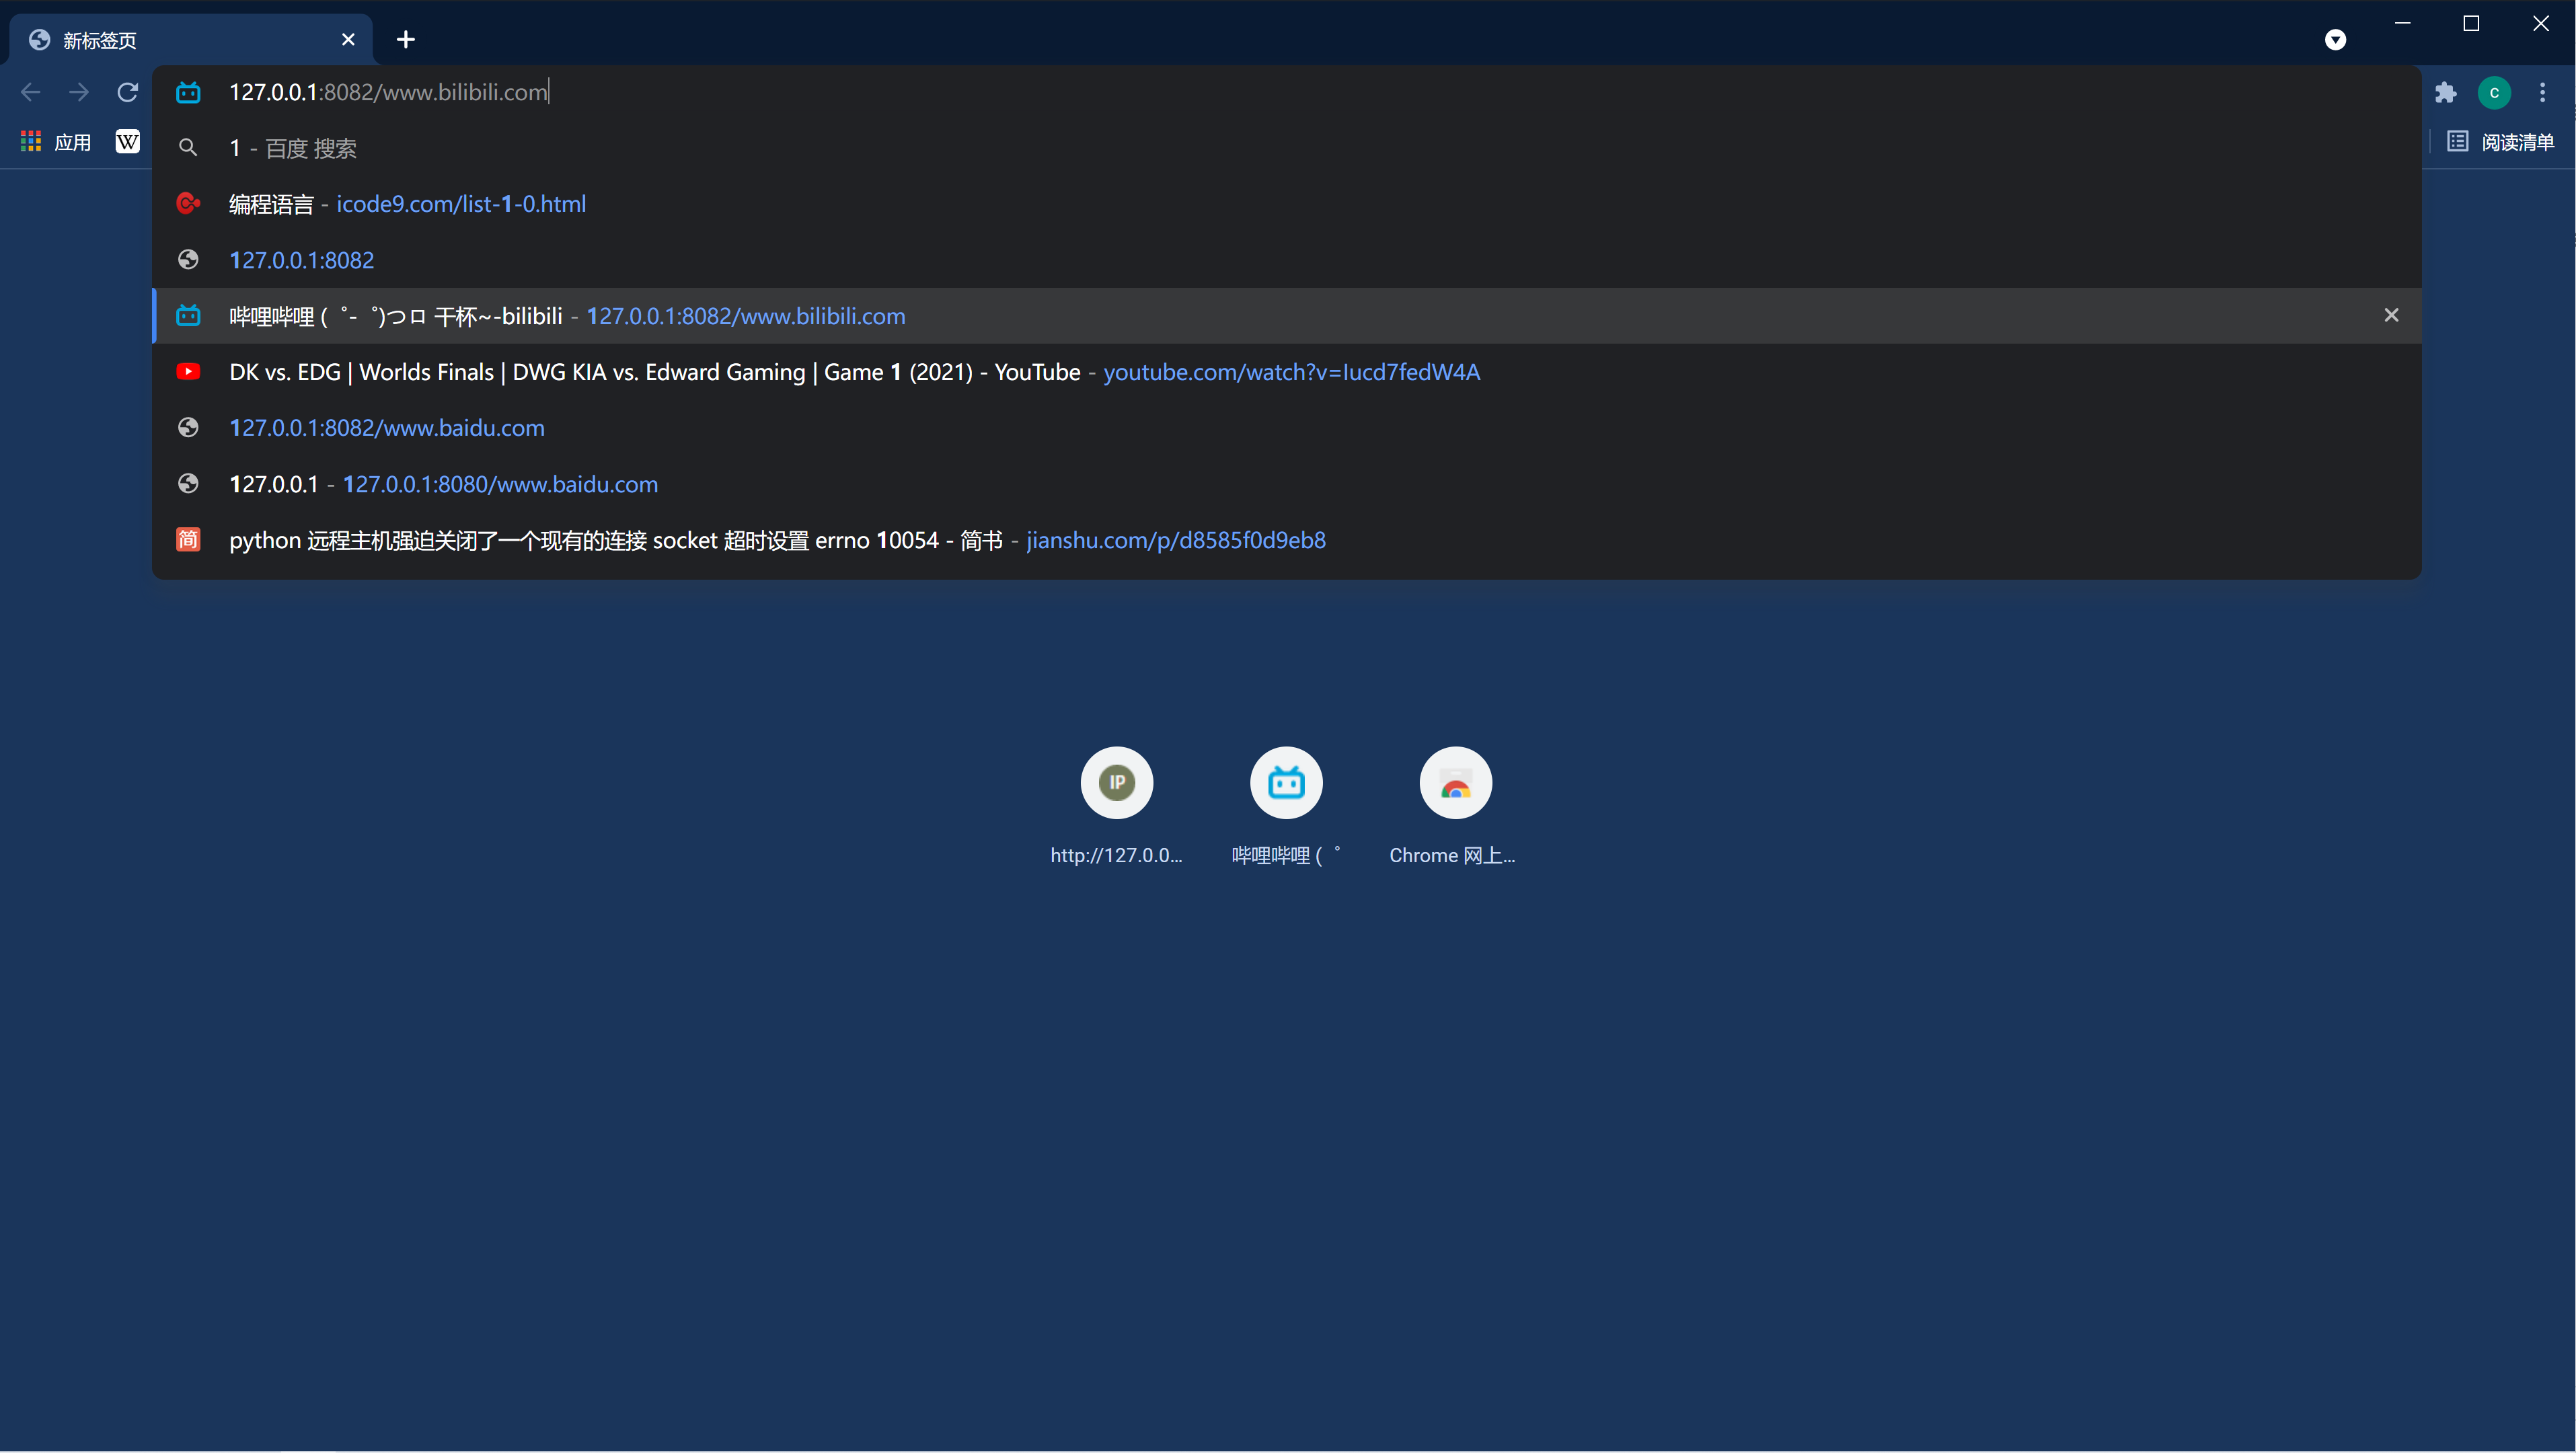 新标签页
127.0.0.1:8082/www.bilibili.com
1 - 百度 搜索
编程语言 - icode9.com/list-1-0.html
127.0.0.1:8082
哔哩哔哩 (゜-゜)つロ 干杯~-bilibili - 127.0.0.1:8082/www.bilibili.com
DK vs. EDG | Worlds Finals | DWG KIA vs. Edward Gaming | Game 1 (2021) - YouTube - youtube.com/watch?v=Iucd7fedW4A
127.0.0.1:8082/www.baidu.com
127.0.0.1 - 127.0.0.1:8080/www.baidu.com
简 python 远程主机强迫关闭了一个现有的连接 socket 超时设置 errno 10054 - 简书 - jianshu.com/p/d8585f0d9eb8
c
应用
W
阅读清单
IP
http://127.0.0...
哔哩哔哩 (゜
Chrome 网上...